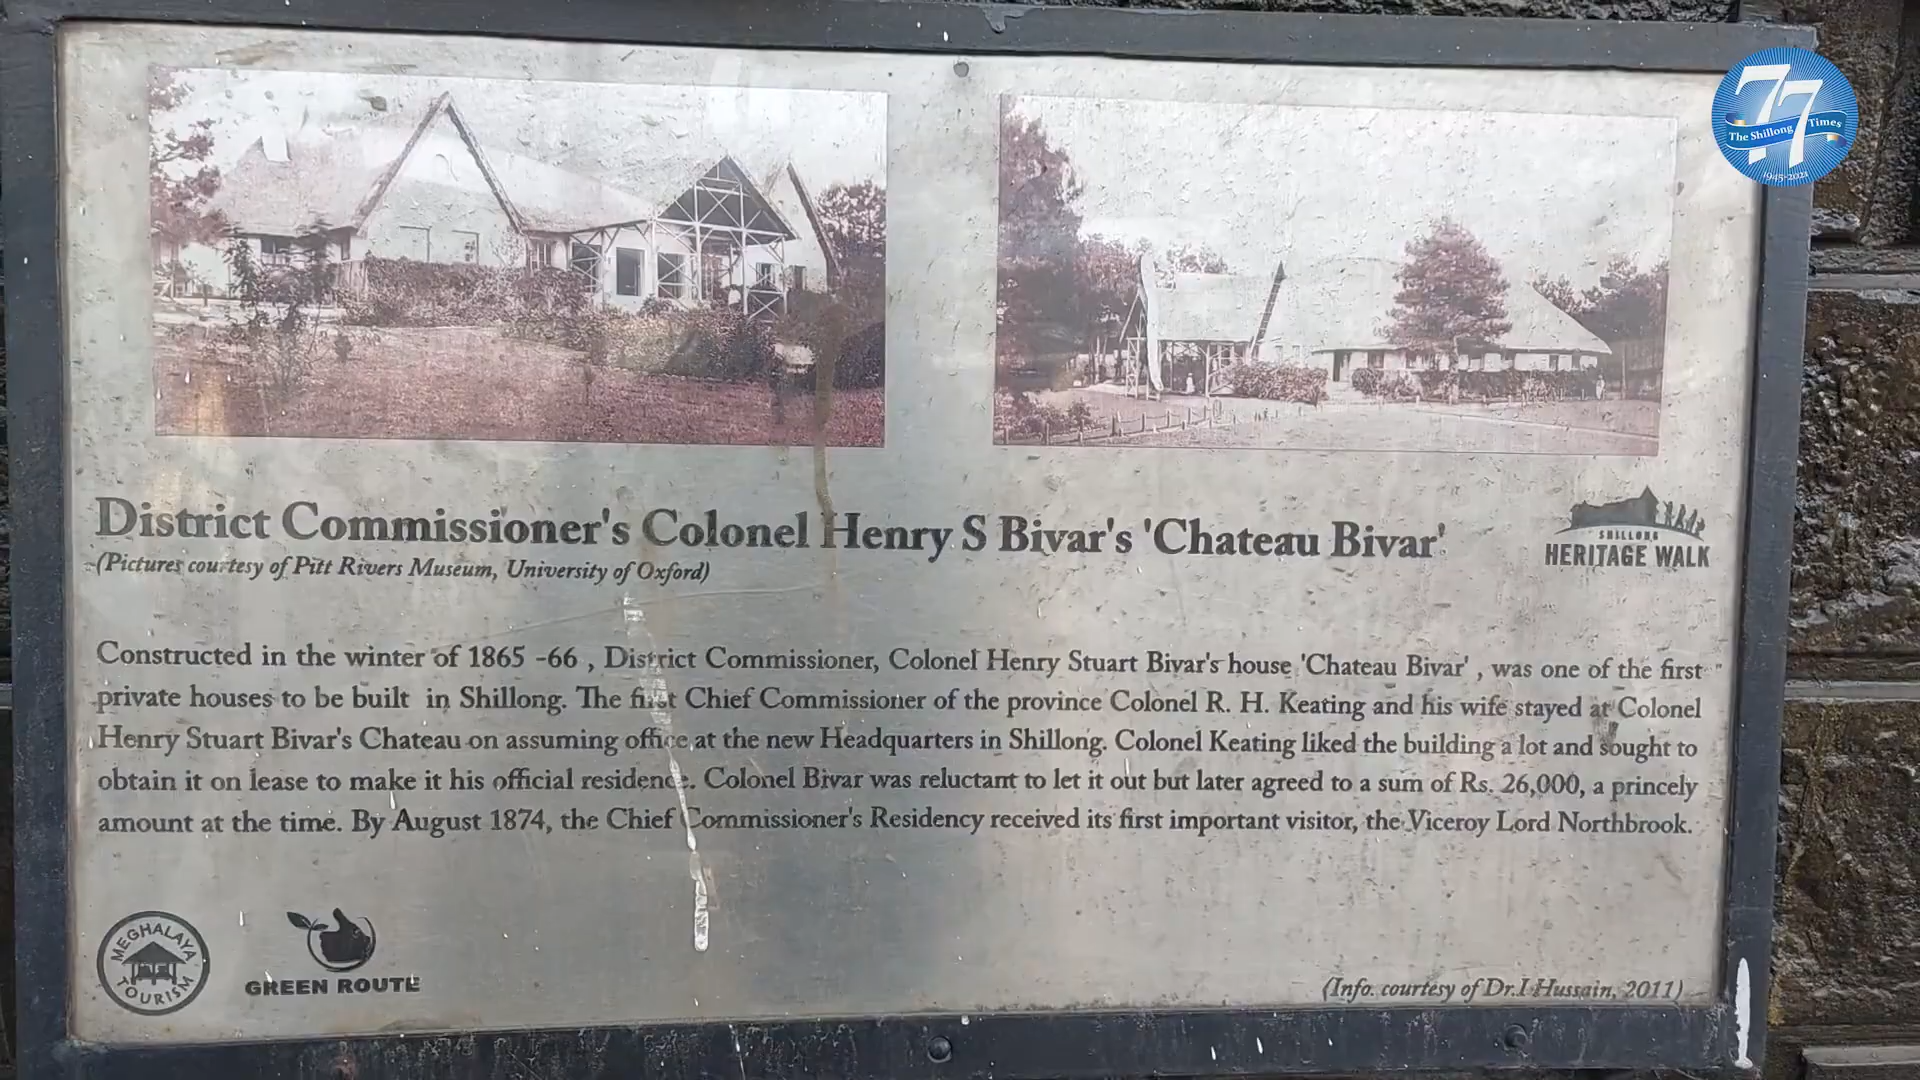 77
The Shillong Times
1945-2021
District Commissioner's Colonel Henry S Bivar's 'Chateau Bivar'
(Pictures courtesy of Pitt Rivers Museum, University of Oxford)
SHILLONG
HERITAGE WALK
Constructed in the winter of 1865 -66 , District Commissioner, Colonel Henry Stuart Bivar's house 'Chateau Bivar' , was one of the first
private houses to be built in Shillong. The first Chief Commissioner of the province Colonel R. H. Keating and his wife stayed at Colonel
Henry Stuart Bivar's Chateau on assuming office at the new Headquarters in Shillong. Colonel Keating liked the building a lot and sought to
obtain it on lease to make it his official residence. Colonel Bivar was reluctant to let it out but later agreed to a sum of Rs. 26,000, a princely
amount at the time. By August 1874, the Chief Commissioner's Residency received its first important visitor, the Viceroy Lord Northbrook.
MEGHALAYA TOURISM
GREEN ROUTE
(Info. courtesy of Dr.I Hussain, 2011)